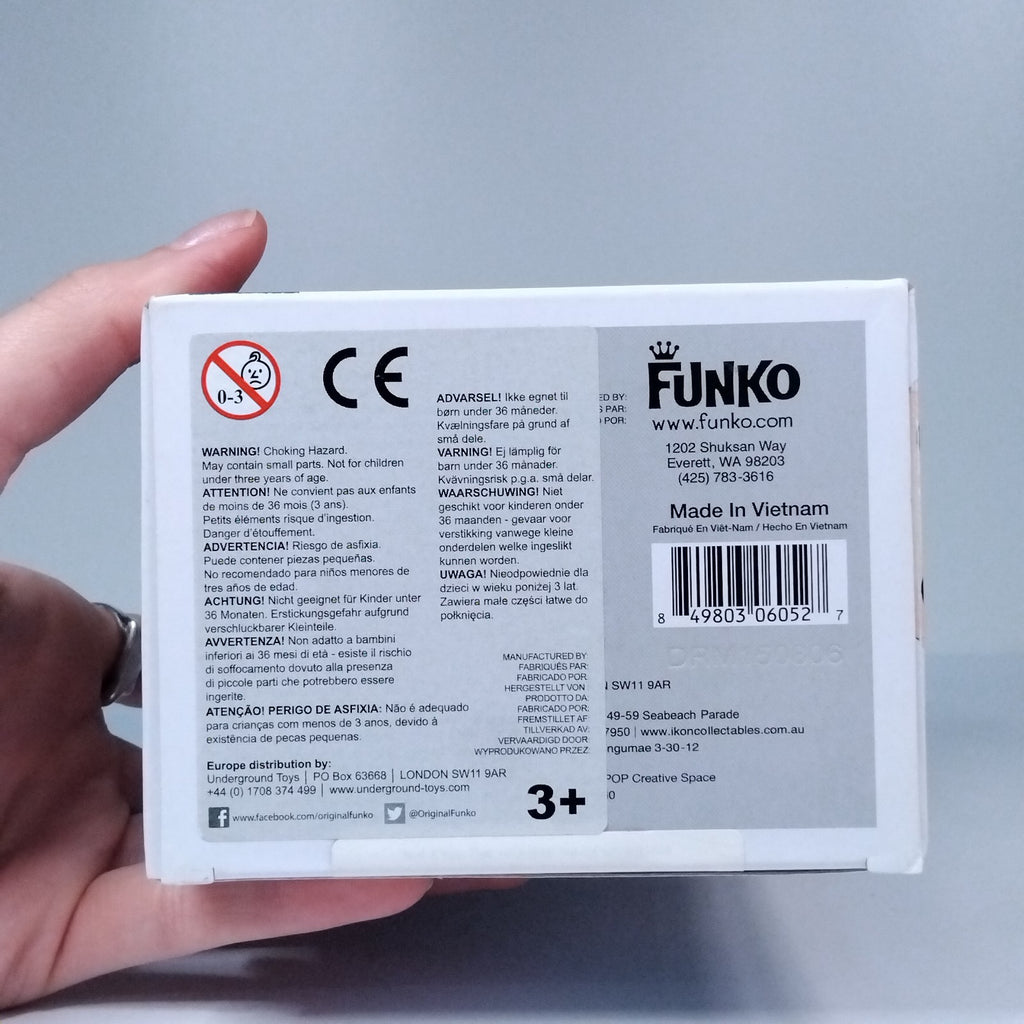 0-3
CE
WARNING! Choking Hazard.
May contain small parts. Not for children
under three years of age.
ATTENTION! Ne convient pas aux enfants
de moins de 36 mois (3 ans).
Petits éléments risque d'ingestion.
Danger d'étouffement.
ADVERTENCIA! Riesgo de asfixia.
Puede contener piezas pequeñas.
No recomendado para niños menores de
tres años de edad.
ACHTUNG! Nicht geeignet für Kinder unter
36 Monaten. Erstickungsgefahr aufgrund
verschluckbarer Kleinteile.
AVVERTENZA! Non adatto a bambini
inferiori ai 36 mesi di età - esiste il rischio
di soffocamento dovuto alla presenza
di piccole parti che potrebbero essere
ingerite.
ATENÇÃO! PERIGO DE ASFIXIA: Não é adequado
para crianças com menos de 3 anos, devido à
existência de pecas pequenas.
Europe distribution by:
Underground Toys | PO Box 63668 | LONDON SW11 9AR
+44 (0) 1708 374 499 | www.underground-toys.com
www.facebook.com/originalfunko @OriginalFunko
ADVARSEL! Ikke egnet til
børn under 36 måneder.
Kvælningsfare på grund af
små dele.
VARNING! Ej lämplig för
barn under 36 månader.
Kvävningsrisk p.g.a. små delar.
WAARSCHUWING! Niet
geschikt voor kinderen onder
36 maanden - gevaar voor
verstikking vanwege kleine
onderdelen welke ingeslikt
kunnen worden.
UWAGA! Nieodpowiednie dla
dzieci w wieku poniżej 3 lat.
Zawiera małe części łatwe do
połknięcia.
MANUFACTURED BY:
FABRIQUÉS PAR:
FABRICADO POR:
HERGESTELLT VON:
PRODOTTO DA:
FABRICADO POR:
FREMSTILLET AF:
TILLVERKAD AV:
VERVAARDIGD DOOR:
WYPRODUKOWANO PRZEZ:
3+
ED BY:
S PAR:
POR:
FUNKO
www.funko.com
1202 Shuksan Way
Everett, WA 98203
(425) 783-3616
Made In Vietnam
Fabriqué En Viêt-Nam / Hecho En Vietnam
8 49803 06052 7
N SW11 9AR
49-59 Seabeach Parade
7950 | www.ikoncollectables.com.au
ngumae 3-30-12
POP Creative Space